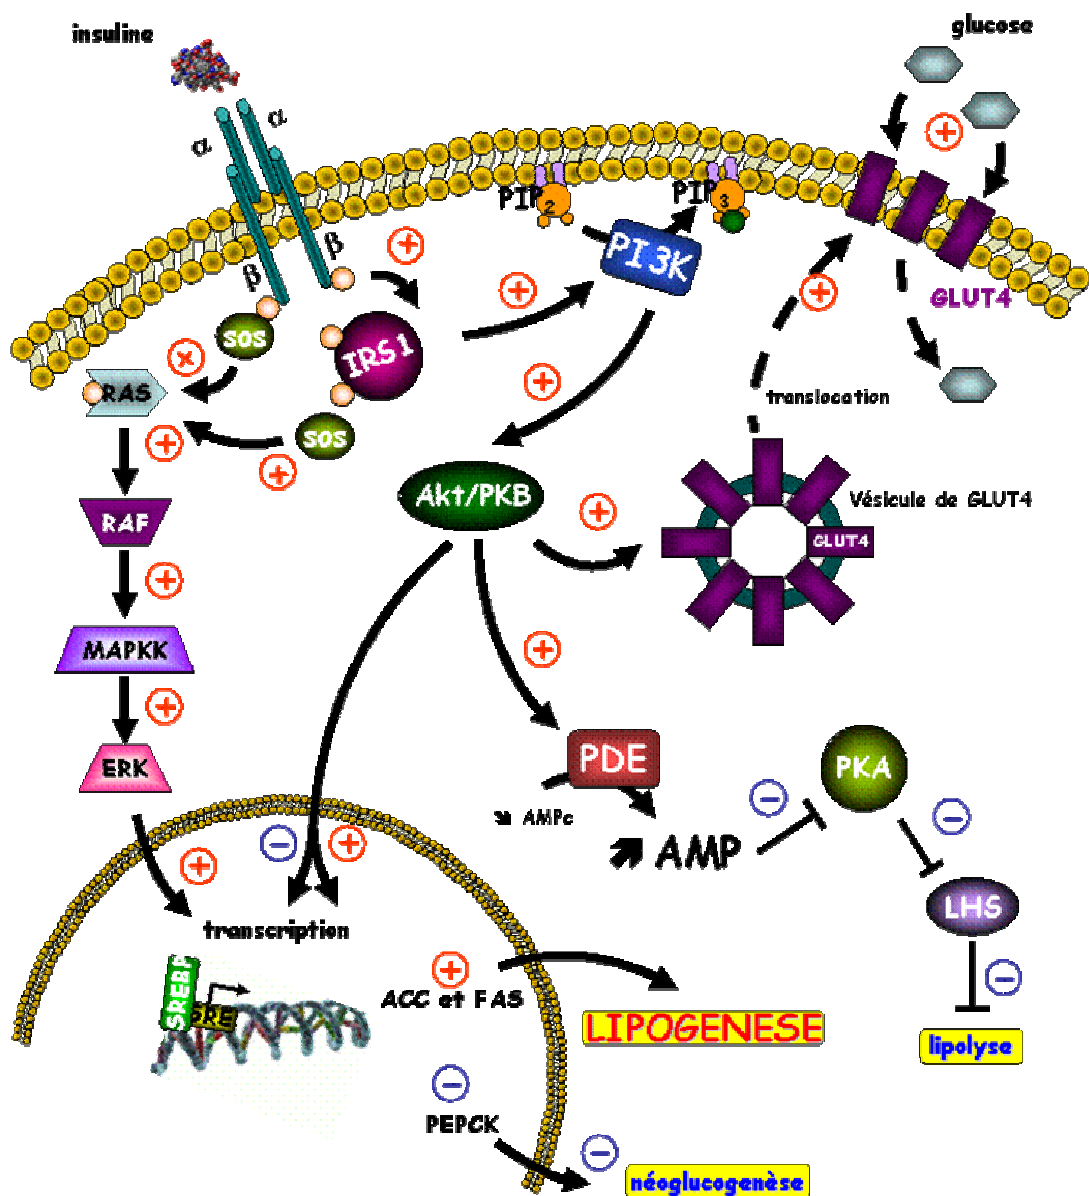 insuline
glucose
α
α
β
β
PIP2
PIP3
PI3K
GLUT4
SOS
IRS1
RAS
SOS
translocation
Akt/PKB
Vésicule de GLUT4
GLUT4
RAF
MAPKK
ERK
PDE
PKA
AMPc
AMP
LHS
transcription
SREBP
SRE
ACC et FAS
LIPOGENESE
lipolyse
PEPCK
néoglucogenèse